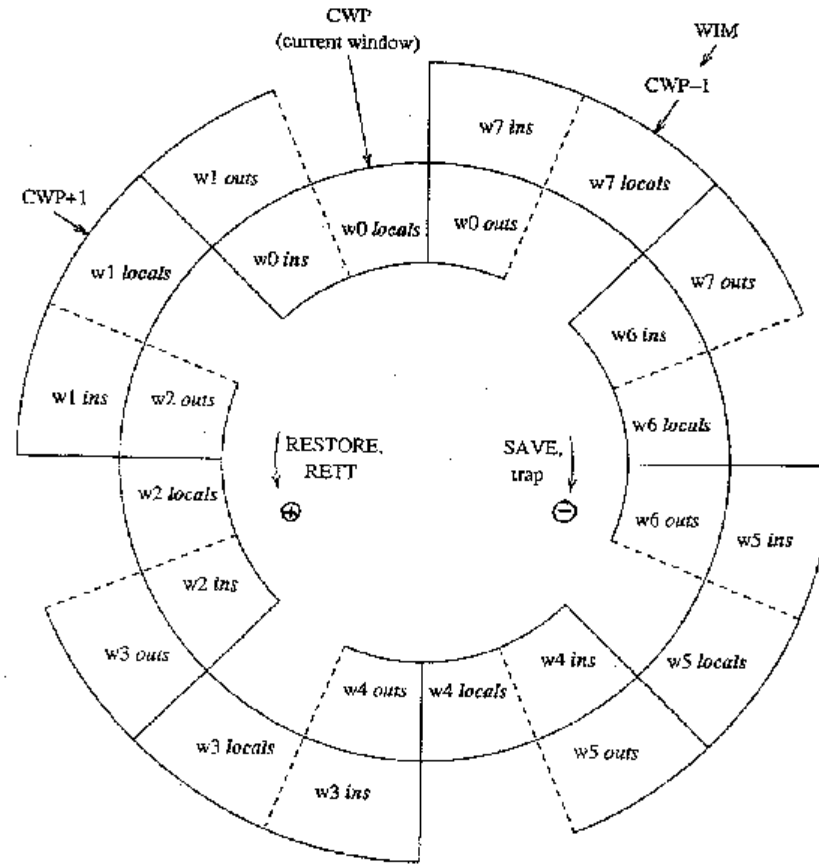 CWP
(current window)
WIM
CWP−1
w7 ins
w1 outs
w7 locals
CWP+1
w0 ins
w0 locals
w0 outs
w1 locals
w7 outs
w6 ins
w1 ins
w2 outs
w6 locals
RESTORE,
RETT
SAVE,
trap
w2 locals
w6 outs
w5 ins
w2 ins
w3 outs
w4 outs
w4 locals
w4 ins
w5 locals
w3 locals
w5 outs
w3 ins